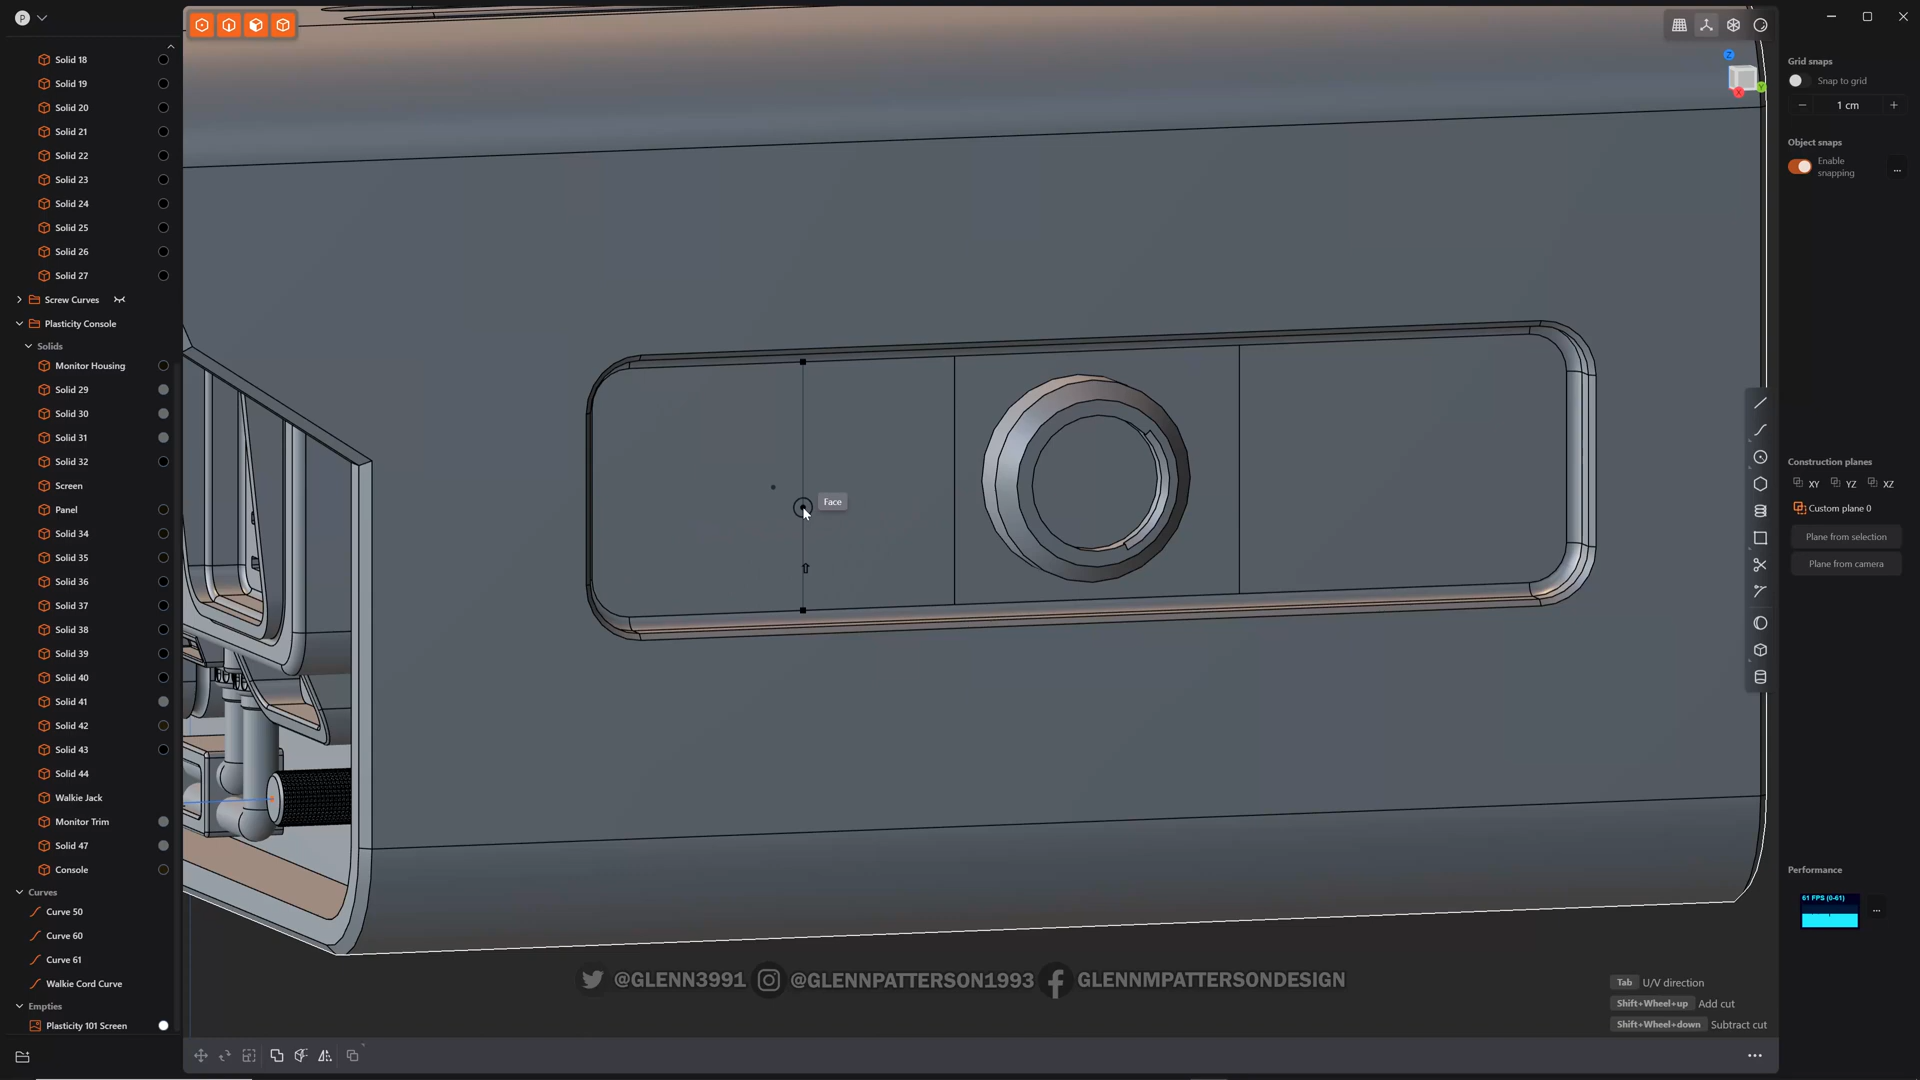 P
Solid 18
Solid 19
Solid 20
Solid 21
Solid 22
Solid 23
Solid 24
Solid 25
Solid 26
Solid 27
Screw Curves
Plasticity Console
Solids
Monitor Housing
Solid 29
Solid 30
Solid 31
Solid 32
Screen
Panel
Solid 34
Solid 35
Solid 36
Solid 37
Solid 38
Solid 39
Solid 40
Solid 41
Solid 42
Solid 43
Solid 44
Walkie Jack
Monitor Trim
Solid 47
Console
Curves
Curve 50
Curve 60
Curve 61
Walkie Cord Curve
Empties
Plasticity 101 Screen
Face
@GLENN3991 @GLENNPATTERSON1993 GLENNMPATTERSONDESIGN
Tab U/V direction
Shift+Wheel+up Add cut
Shift+Wheel+down Subtract cut
Z
Y
X
Grid snaps
Snap to grid
1 cm
Object snaps
Enable
snapping
...
Construction planes
XY YZ XZ
Custom plane 0
Plane from selection
Plane from camera
Performance
61 FPS (0-61)
...